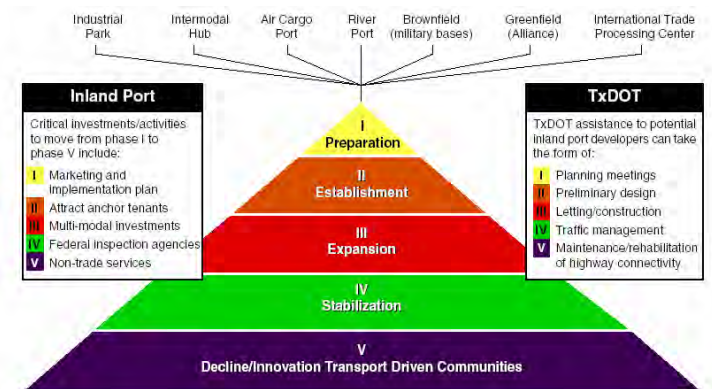 Industrial
Park
Intermodal
Hub
Air Cargo
Port
River
Port
Brownfield
(military bases)
Greenfield
(Alliance)
International Trade
Processing Center
Inland Port
Critical investments/activities
to move from phase I to
phase V include:
I Marketing and
implementation plan
II Attract anchor tenants
III Multi-modal investments
IV Federal inspection agencies
V Non-trade services
TxDOT
TxDOT assistance to potential
inland port developers can take
the form of:
I Planning meetings
II Preliminary design
III Letting/construction
IV Traffic management
V Maintenance/rehabilitation
of highway connectivity
I
Preparation
II
Establishment
III
Expansion
IV
Stabilization
V
Decline/Innovation Transport Driven Communities